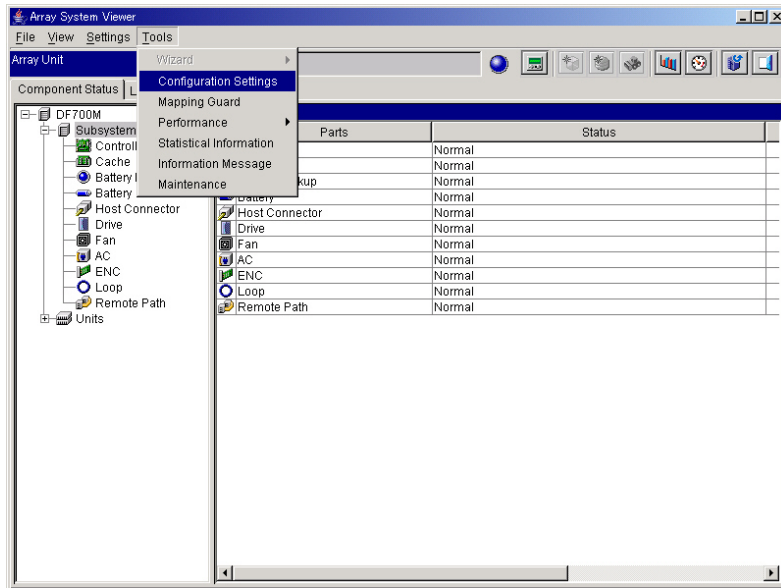 Array System Viewer
File View Settings Tools
Array Unit
Wizard
Configuration Settings
Mapping Guard
Performance
Statistical Information
Information Message
Maintenance
Component Status
DF700M
Subsystem
Cache
Battery
Battery
Host Connector
Drive
Fan
AC
ENC
Loop
Remote Path
Units
Parts Status
Normal
Normal
Normal
Battery Normal
Host Connector Normal
Drive Normal
Fan Normal
AC Normal
ENC Normal
Loop Normal
Remote Path Normal